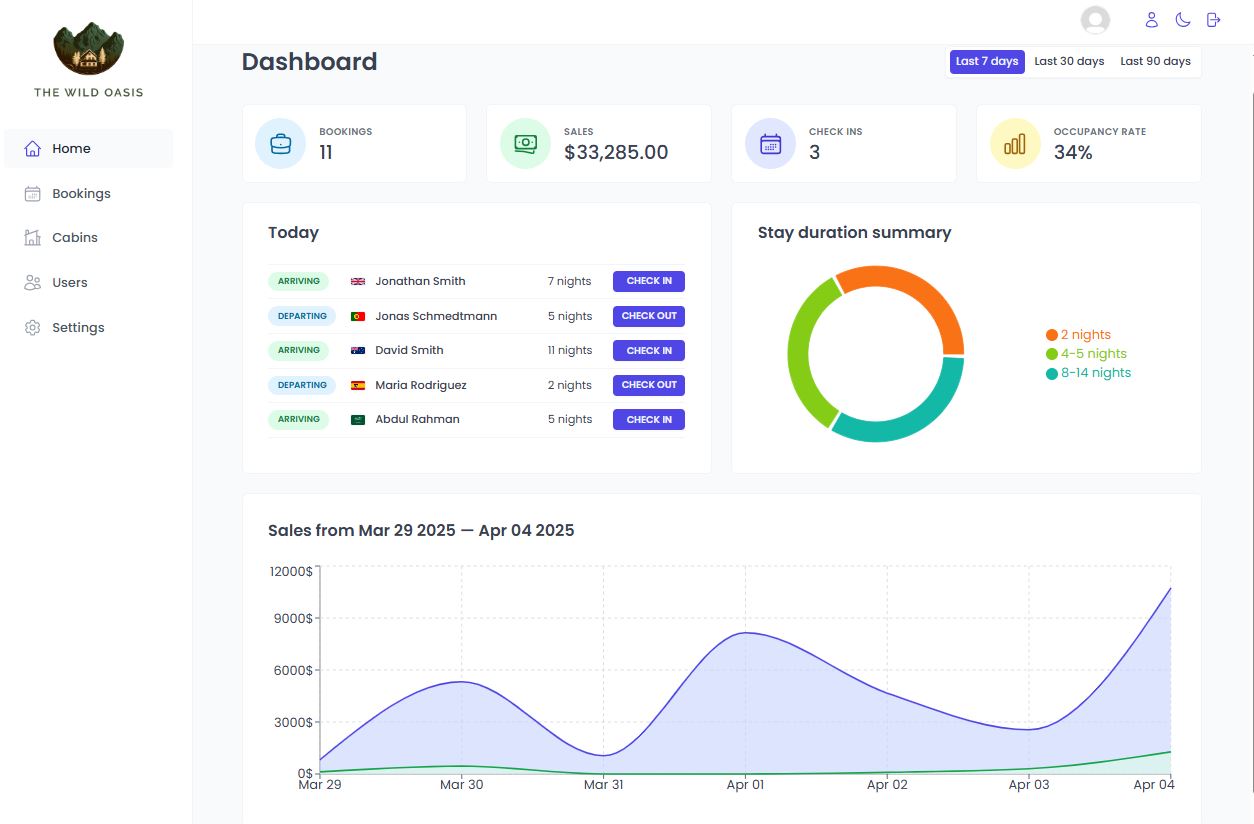 THE WILD OASIS
Home
Bookings
Cabins
Users
Settings
Dashboard
Last 7 days Last 30 days Last 90 days
BOOKINGS
11
SALES
$33,285.00
CHECK INS
3
OCCUPANCY RATE
34%
Today
ARRIVING Jonathan Smith 7 nights CHECK IN
DEPARTING Jonas Schmedtmann 5 nights CHECK OUT
ARRIVING David Smith 11 nights CHECK IN
DEPARTING Maria Rodriguez 2 nights CHECK OUT
ARRIVING Abdul Rahman 5 nights CHECK IN
Stay duration summary
2 nights
4-5 nights
8-14 nights
Sales from Mar 29 2025 — Apr 04 2025
12000$
9000$
6000$
3000$
0$
Mar 29 Mar 30 Mar 31 Apr 01 Apr 02 Apr 03 Apr 04